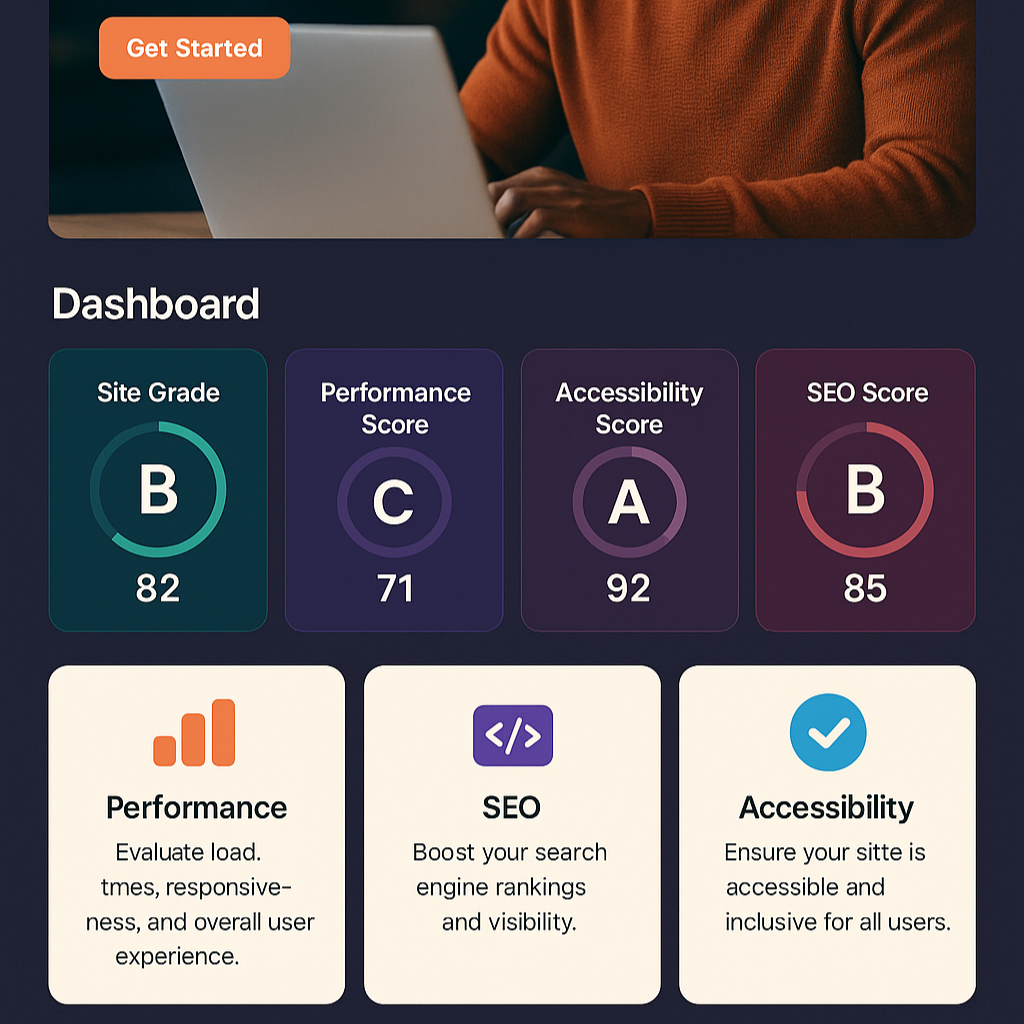 Get Started
Dashboard
Site Grade
B
82
Performance
Score
C
71
Accessibility
Score
A
92
SEO Score
B
85
Performance
Evaluate load.
tmes, responsive-
ness, and overall user
experience.
SEO
Boost your search
engine rankings
and visibility.
Accessibility
Ensure your sitte is
accessible and
inclusive for all users.